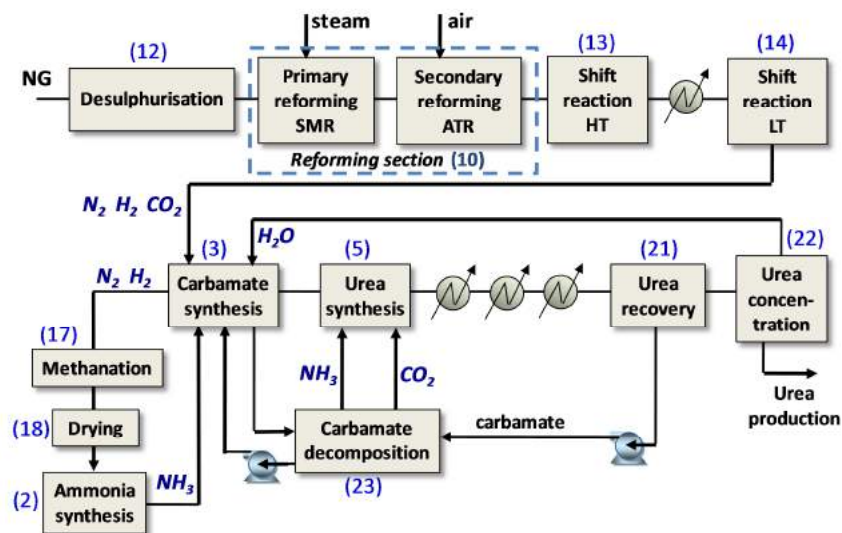 steam
air
(12)
(13)
(14)
NG
Desulphurisation
Primary
reforming
SMR
Secondary
reforming
ATR
Shift
reaction
HT
Shift
reaction
LT
Reforming section (10)
N₂ H₂ CO₂
H₂O
(3)
(5)
(21)
(22)
N₂ H₂
Carbamate
synthesis
Urea
synthesis
Urea
recovery
Urea
concen-
tration
(17)
Methanation
NH₃
CO₂
Urea
production
(18)
Drying
carbamate
Carbamate
decomposition
(2)
Ammonia
synthesis
NH₃
(23)